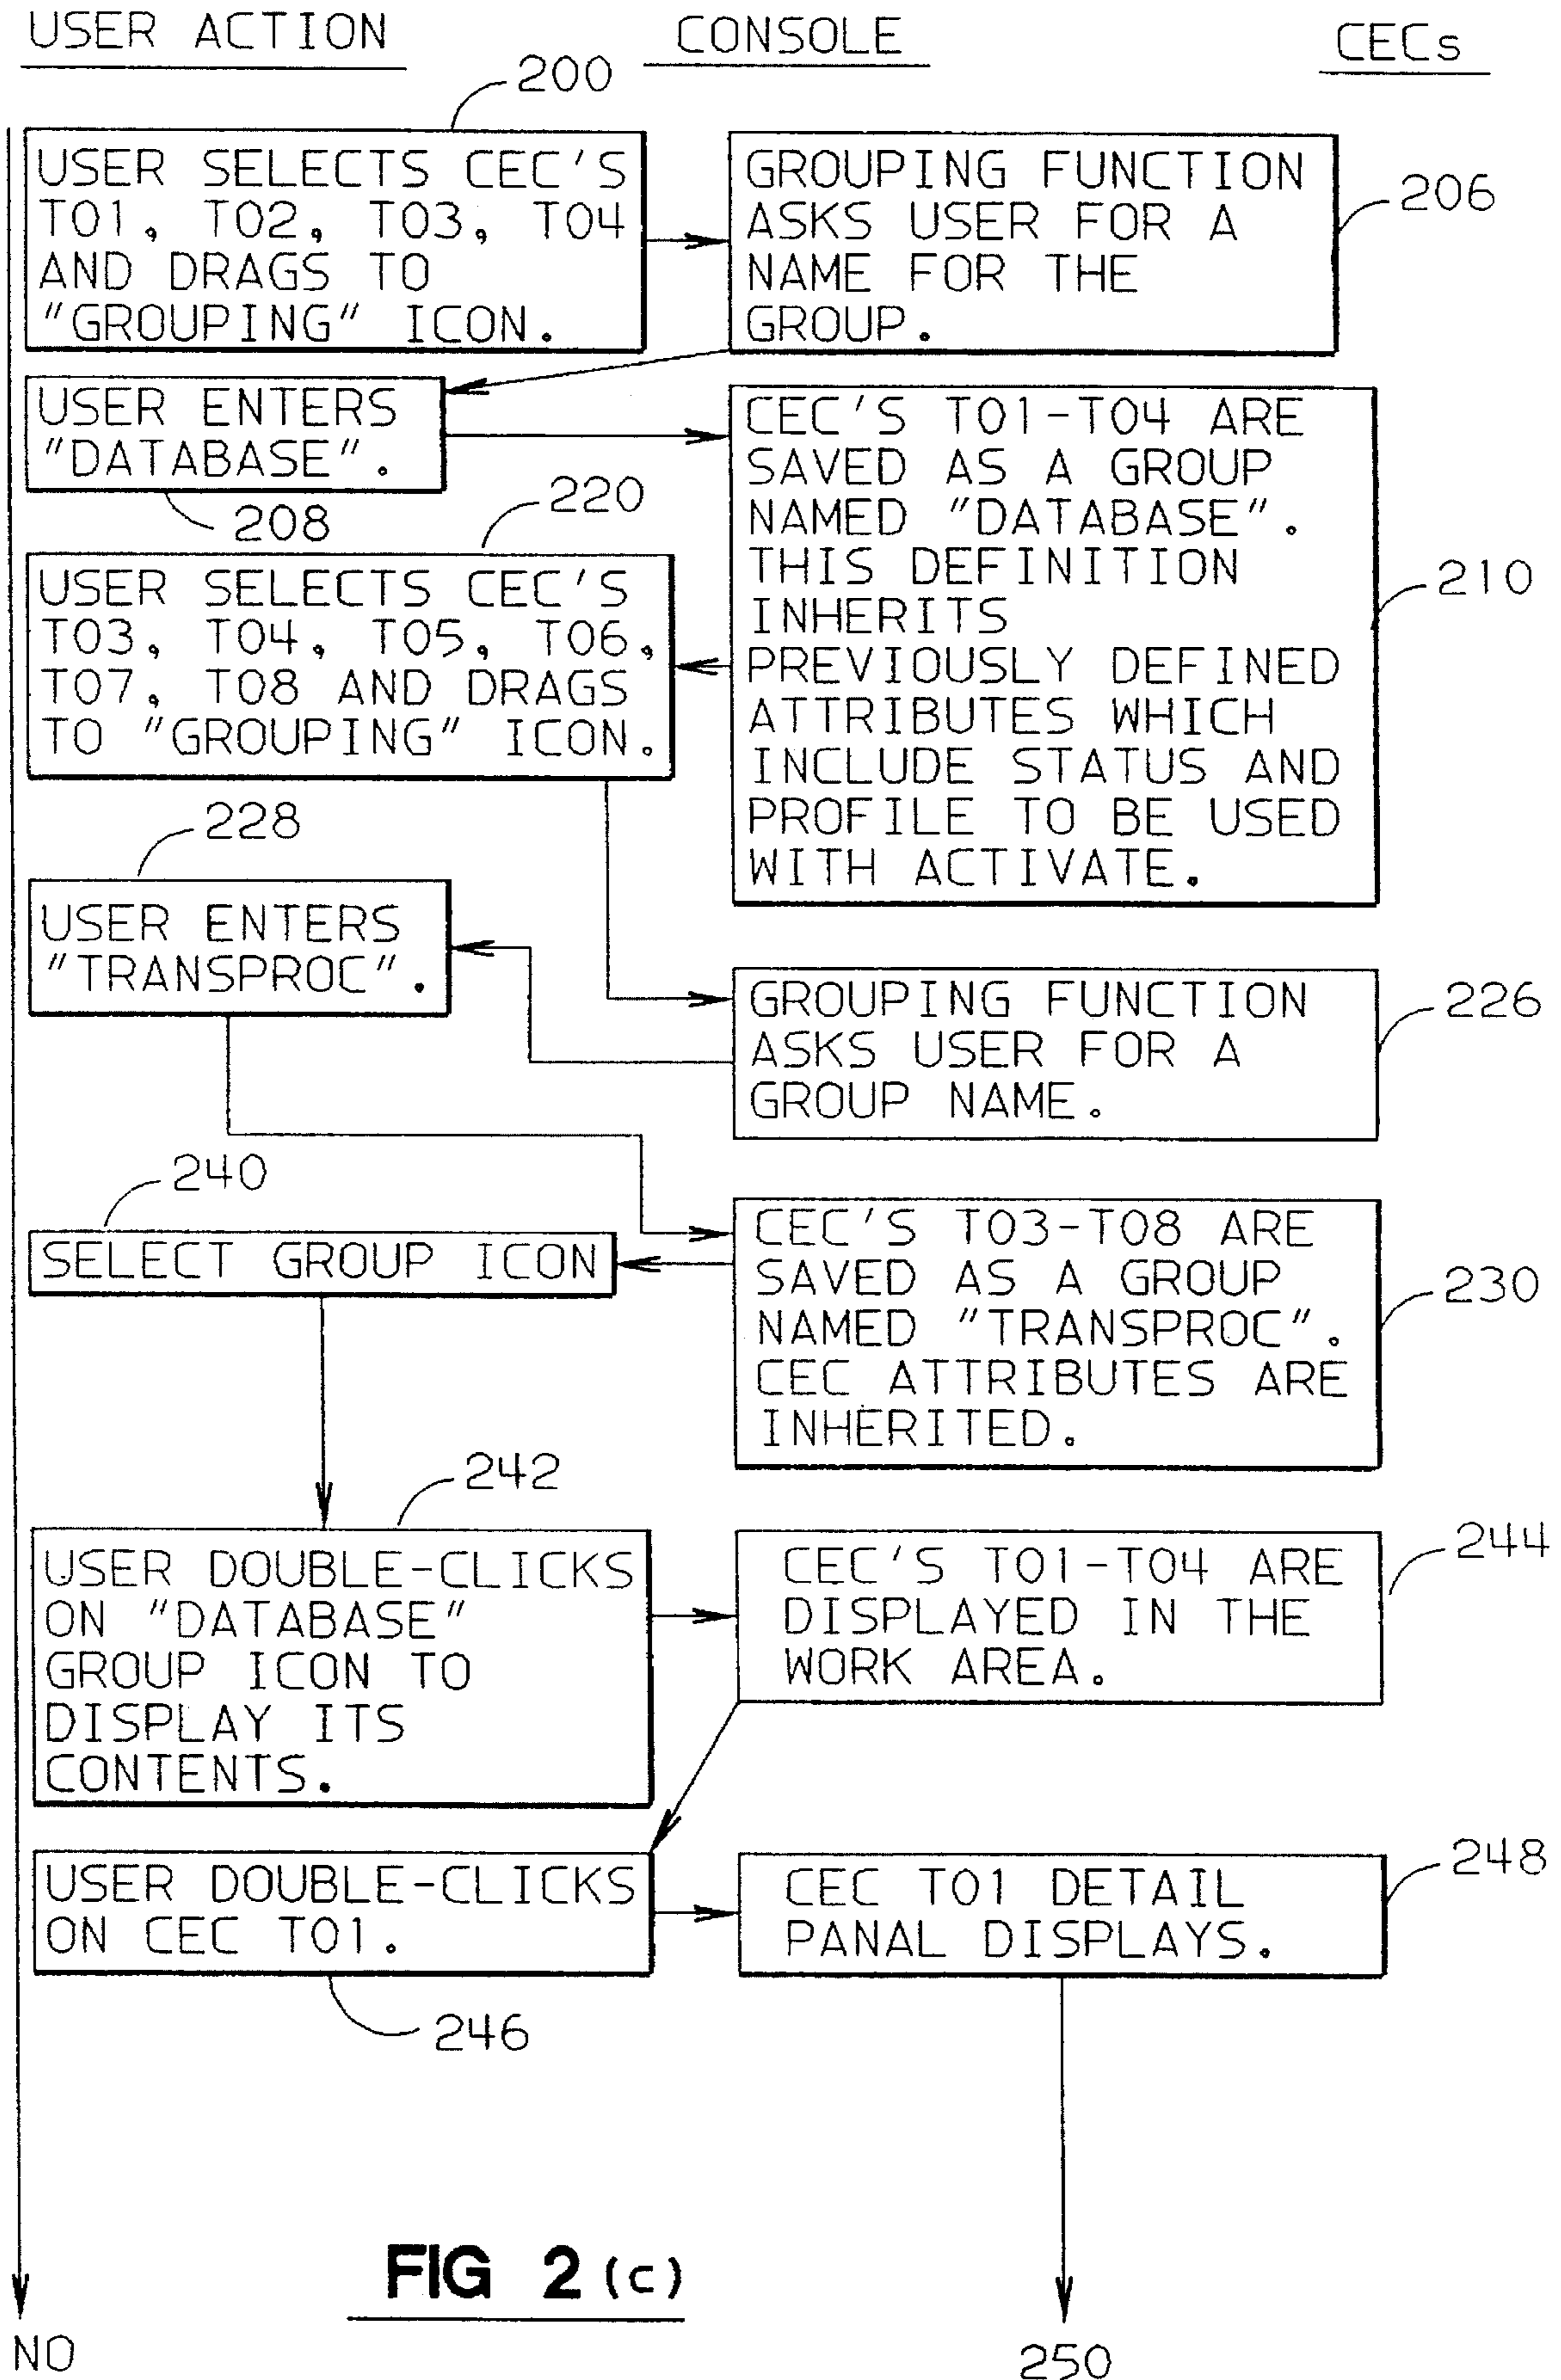 USER ACTION
CONSOLE
CECs
200
USER SELECTS CEC'S
T01, T02, T03, T04
AND DRAGS TO
"GROUPING" ICON.
GROUPING FUNCTION
ASKS USER FOR A
NAME FOR THE
GROUP.
206
USER ENTERS
"DATABASE".
208
CEC'S T01-T04 ARE
SAVED AS A GROUP
NAMED "DATABASE".
THIS DEFINITION
INHERITS
PREVIOUSLY DEFINED
ATTRIBUTES WHICH
INCLUDE STATUS AND
PROFILE TO BE USED
WITH ACTIVATE.
210
220
USER SELECTS CEC'S
T03, T04, T05, T06,
T07, T08 AND DRAGS
TO "GROUPING" ICON.
228
USER ENTERS
"TRANSPROC".
GROUPING FUNCTION
ASKS USER FOR A
GROUP NAME.
226
240
SELECT GROUP ICON
CEC'S T03-T08 ARE
SAVED AS A GROUP
NAMED "TRANSPROC".
CEC ATTRIBUTES ARE
INHERITED.
230
242
USER DOUBLE-CLICKS
ON "DATABASE"
GROUP ICON TO
DISPLAY ITS
CONTENTS.
CEC'S T01-T04 ARE
DISPLAYED IN THE
WORK AREA.
244
USER DOUBLE-CLICKS
ON CEC T01.
246
CEC T01 DETAIL
PANAL DISPLAYS.
248
FIG 2 (c)
NO
250